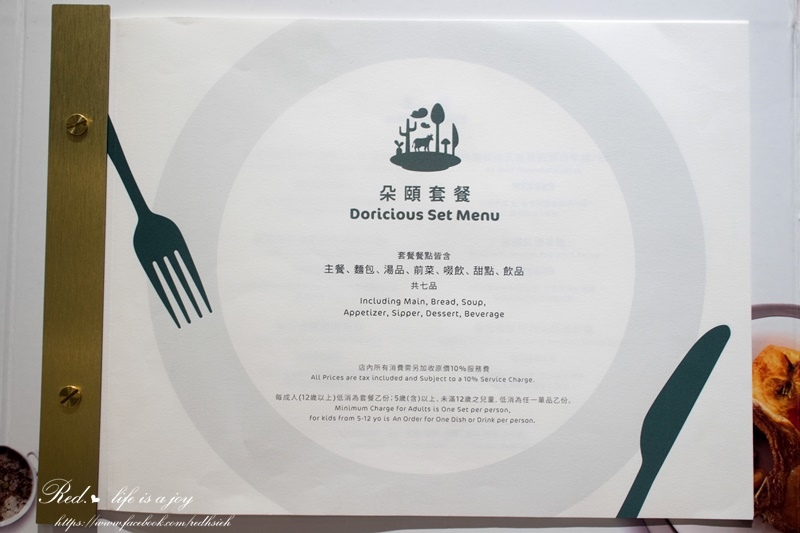 朵頤套餐
Doricious Set Menu
套餐餐點皆含
主餐、麵包、湯品、前菜、啜飲、甜點、飲品
共七品
Including Main, Bread, Soup,
Appetizer, Sipper, Dessert, Beverage
店內所有消費需另加收原價10%服務費
All Prices are tax included and Subject to a 10% Service Charge.
每成人(12歲以上)低消為套餐乙份；5歲(含)以上、未滿12歲之兒童，低消為任一單品乙份。
Minimum Charge for Adults is One Set per person,
for kids from 5-12 yo is An Order for One Dish or Drink per person.
Red.❤ life is a joy
https://www.facebook.com/redhsieh